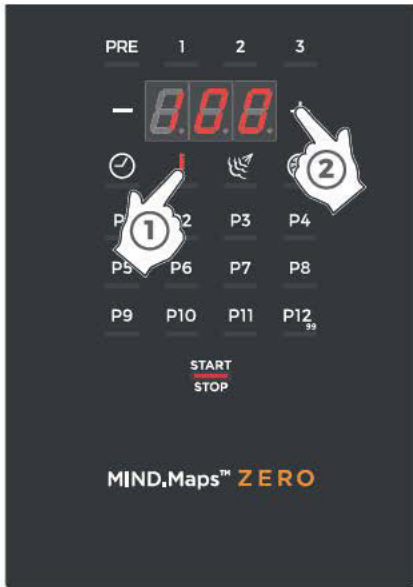 PRE 1 2 3
— 100 +
P 2 P3 P4
1 2
P5 P6 P7 P8
P9 P10 P11 P12 99
START
STOP
MIND.Maps™ ZERO